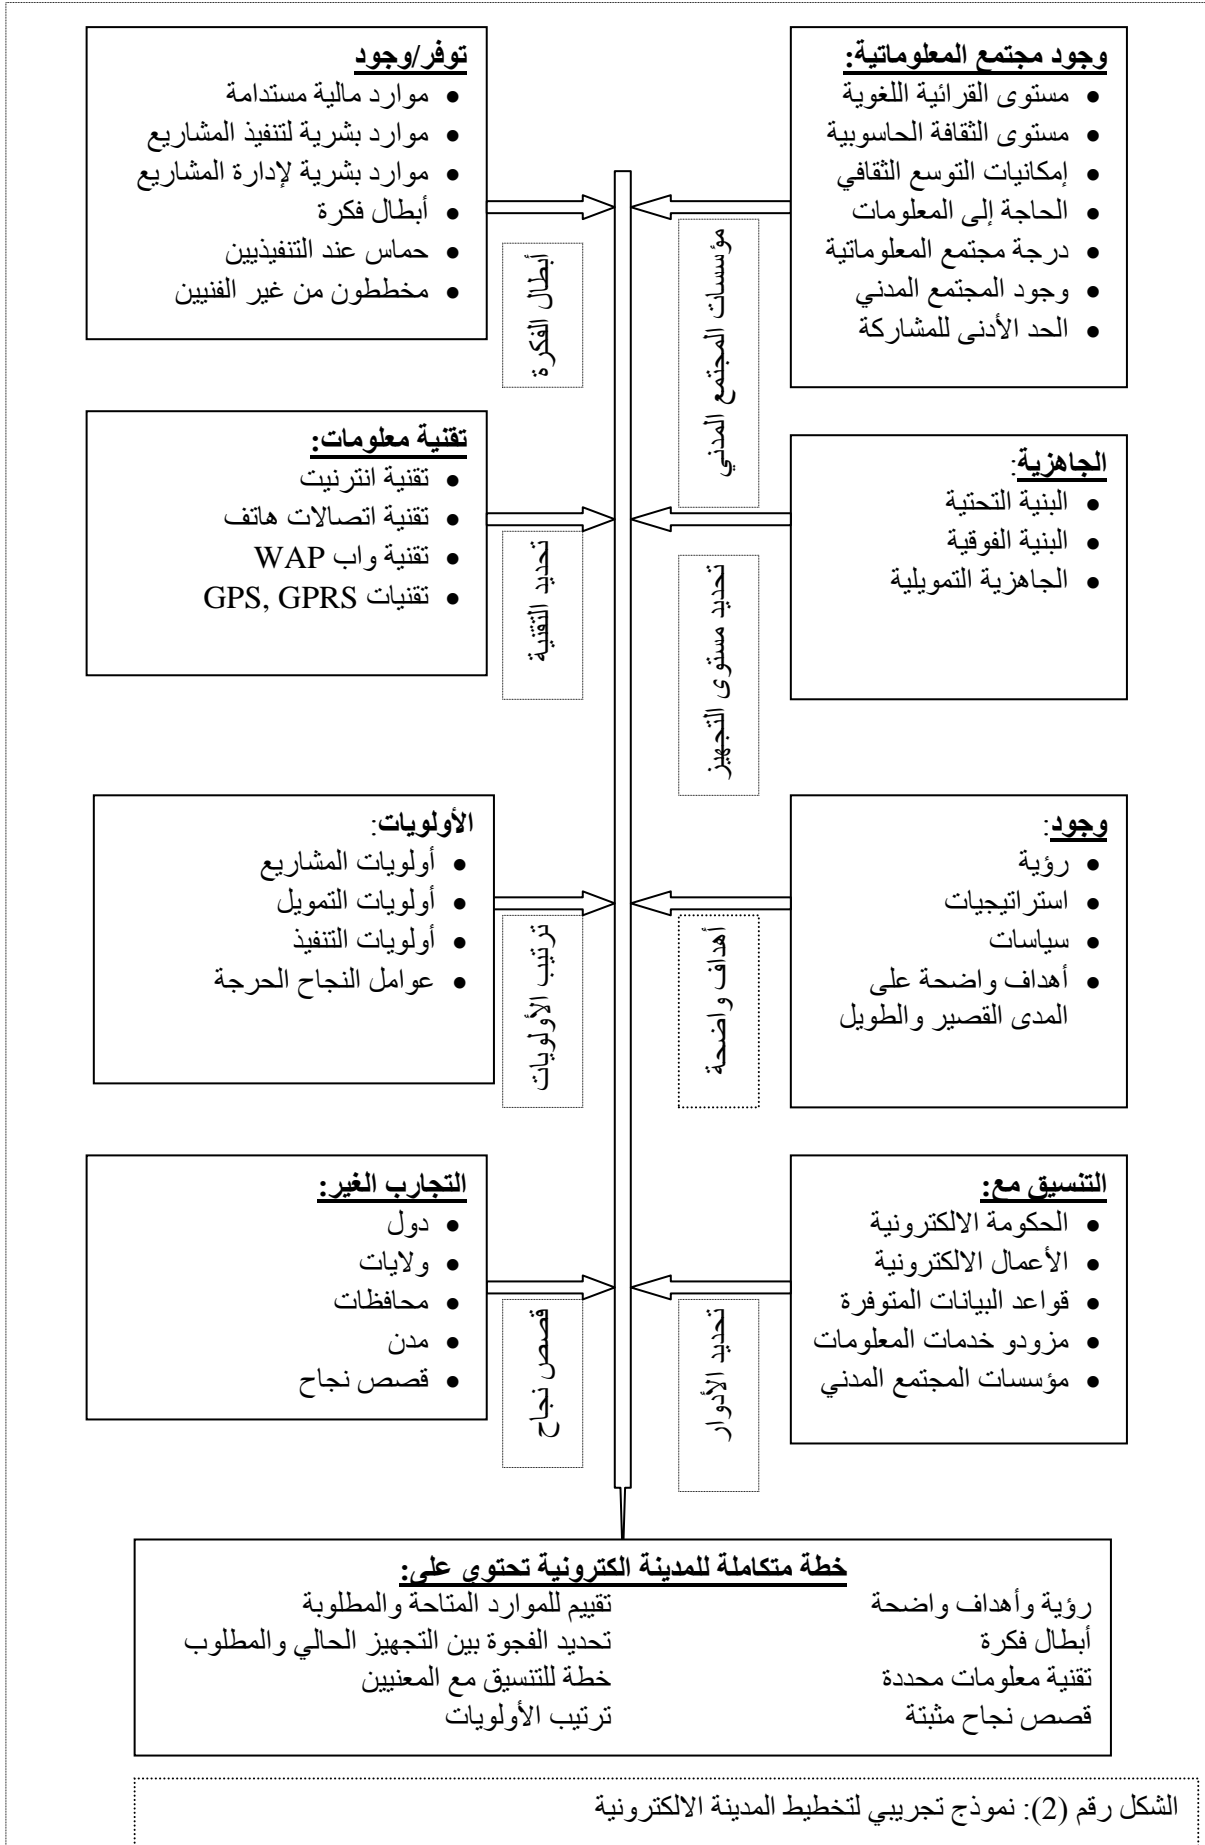 وجود مجتمع المعلوماتية:
• مستوى القرائية اللغوية
• مستوى الثقافة الحاسوبية
• إمكانيات التوسع الثقافي
• الحاجة إلى المعلومات
• درجة مجتمع المعلوماتية
• وجود المجتمع المدني
• الحد الأدنى للمشاركة
مؤسسات المجتمع المدني
توفر/وجود
• موارد مالية مستدامة
• موارد بشرية لتنفيذ المشاريع
• موارد بشرية لإدارة المشاريع
• أبطال فكرة
• حماس عند التنفيذيين
• مخططون من غير الفنيين
أبطال الفكرة
الجاهزية:
• البنية التحتية
• البنية الفوقية
• الجاهزية التمويلية
تحديد مستوى التجهيز
تقنية معلومات:
• تقنية انترنيت
• تقنية اتصالات هاتف
• تقنية واب WAP
• تقنيات GPS, GPRS
تحديد التقنية
وجود:
• رؤية
• استراتيجيات
• سياسات
• أهداف واضحة على
المدى القصير والطويل
أهداف واضحة
الأولويات:
• أولويات المشاريع
• أولويات التمويل
• أولويات التنفيذ
• عوامل النجاح الحرجة
ترتيب الأولويات
التنسيق مع:
• الحكومة الالكترونية
• الأعمال الالكترونية
• قواعد البيانات المتوفرة
• مزودو خدمات المعلومات
• مؤسسات المجتمع المدني
تحديد الأدوار
التجارب الغير:
• دول
• ولايات
• محافظات
• مدن
• قصص نجاح
قصص نجاح
خطة متكاملة للمدينة الكترونية تحتوي على:
رؤية وأهداف واضحة
أبطال فكرة
تقنية معلومات محددة
قصص نجاح مثبتة
تقييم للموارد المتاحة والمطلوبة
تحديد الفجوة بين التجهيز الحالي والمطلوب
خطة للتنسيق مع المعنيين
ترتيب الأولويات
الشكل رقم (2): نموذج تجريبي لتخطيط المدينة الالكترونية